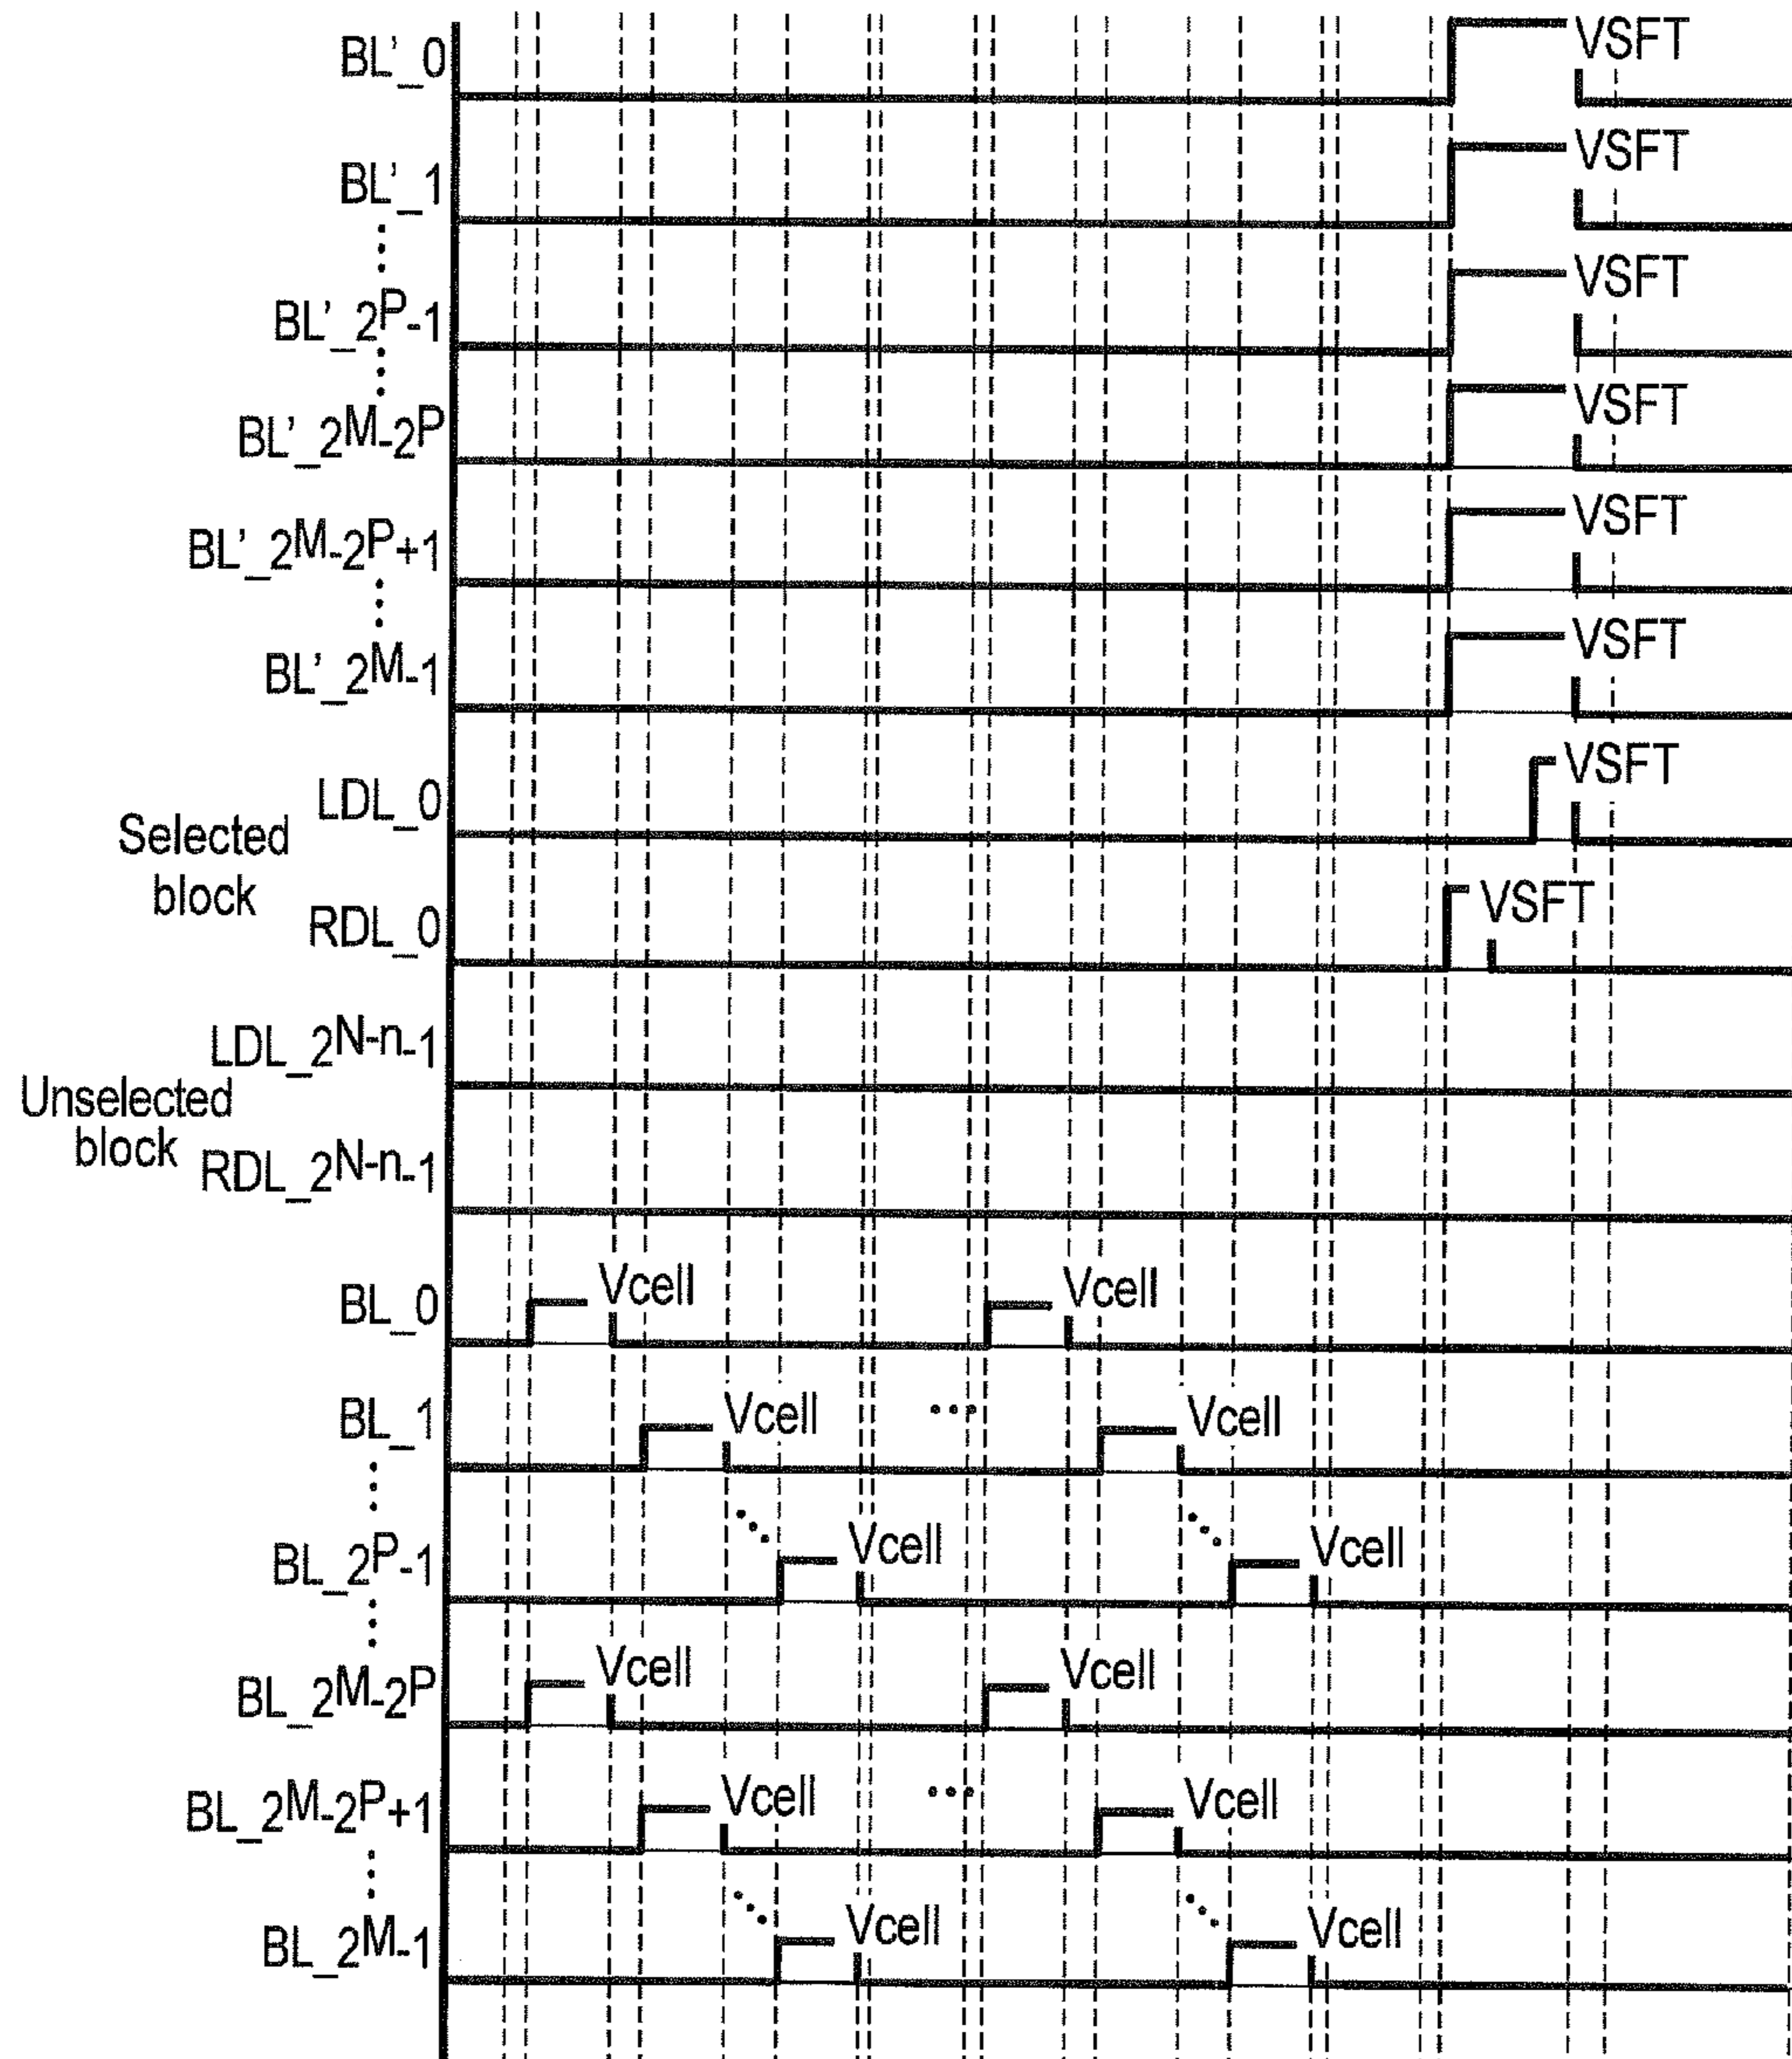 BL'_0 VSFT
BL'_1 VSFT
BL'_2P-1 VSFT
BL'_2M-2P VSFT
BL'_2M-2P+1 VSFT
BL'_2M-1 VSFT
LDL_0 VSFT
Selected
block
RDL_0 VSFT
LDL_2N-n-1
Unselected
block
RDL_2N-n-1
BL_0 Vcell Vcell
BL_1 Vcell ... Vcell
BL_2P-1 Vcell Vcell
BL_2M-2P Vcell Vcell
BL_2M-2P+1 Vcell ... Vcell
BL_2M-1 Vcell Vcell